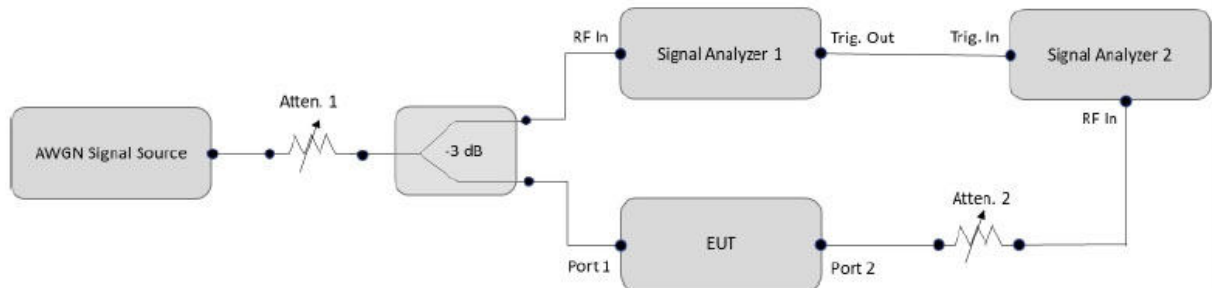 RF In
Signal Analyzer 1
Trig. Out
Trig. In
Signal Analyzer 2
Atten. 1
AWGN Signal Source
-3 dB
RF In
Atten. 2
EUT
Port 1
Port 2